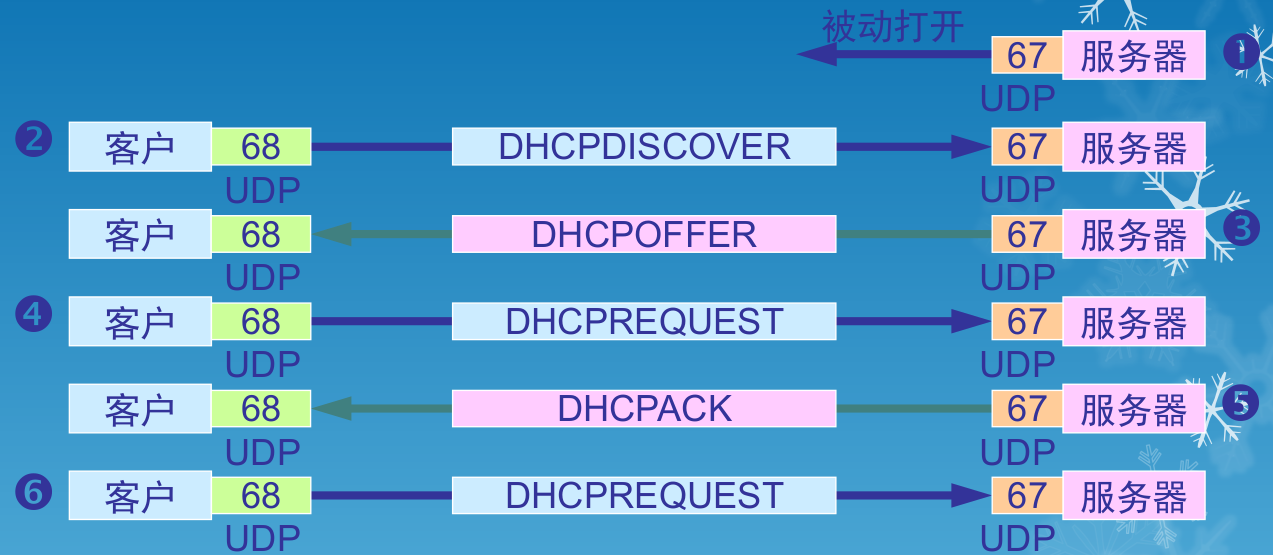 被动打开
67 服务器 ❶
UDP
❷ 客户 68 DHCPDISCOVER 67 服务器
UDP UDP
客户 68 DHCPOFFER 67 服务器 ❸
UDP UDP
❹ 客户 68 DHCPREQUEST 67 服务器
UDP UDP
客户 68 DHCPACK 67 服务器 ❺
UDP UDP
❻ 客户 68 DHCPREQUEST 67 服务器
UDP UDP